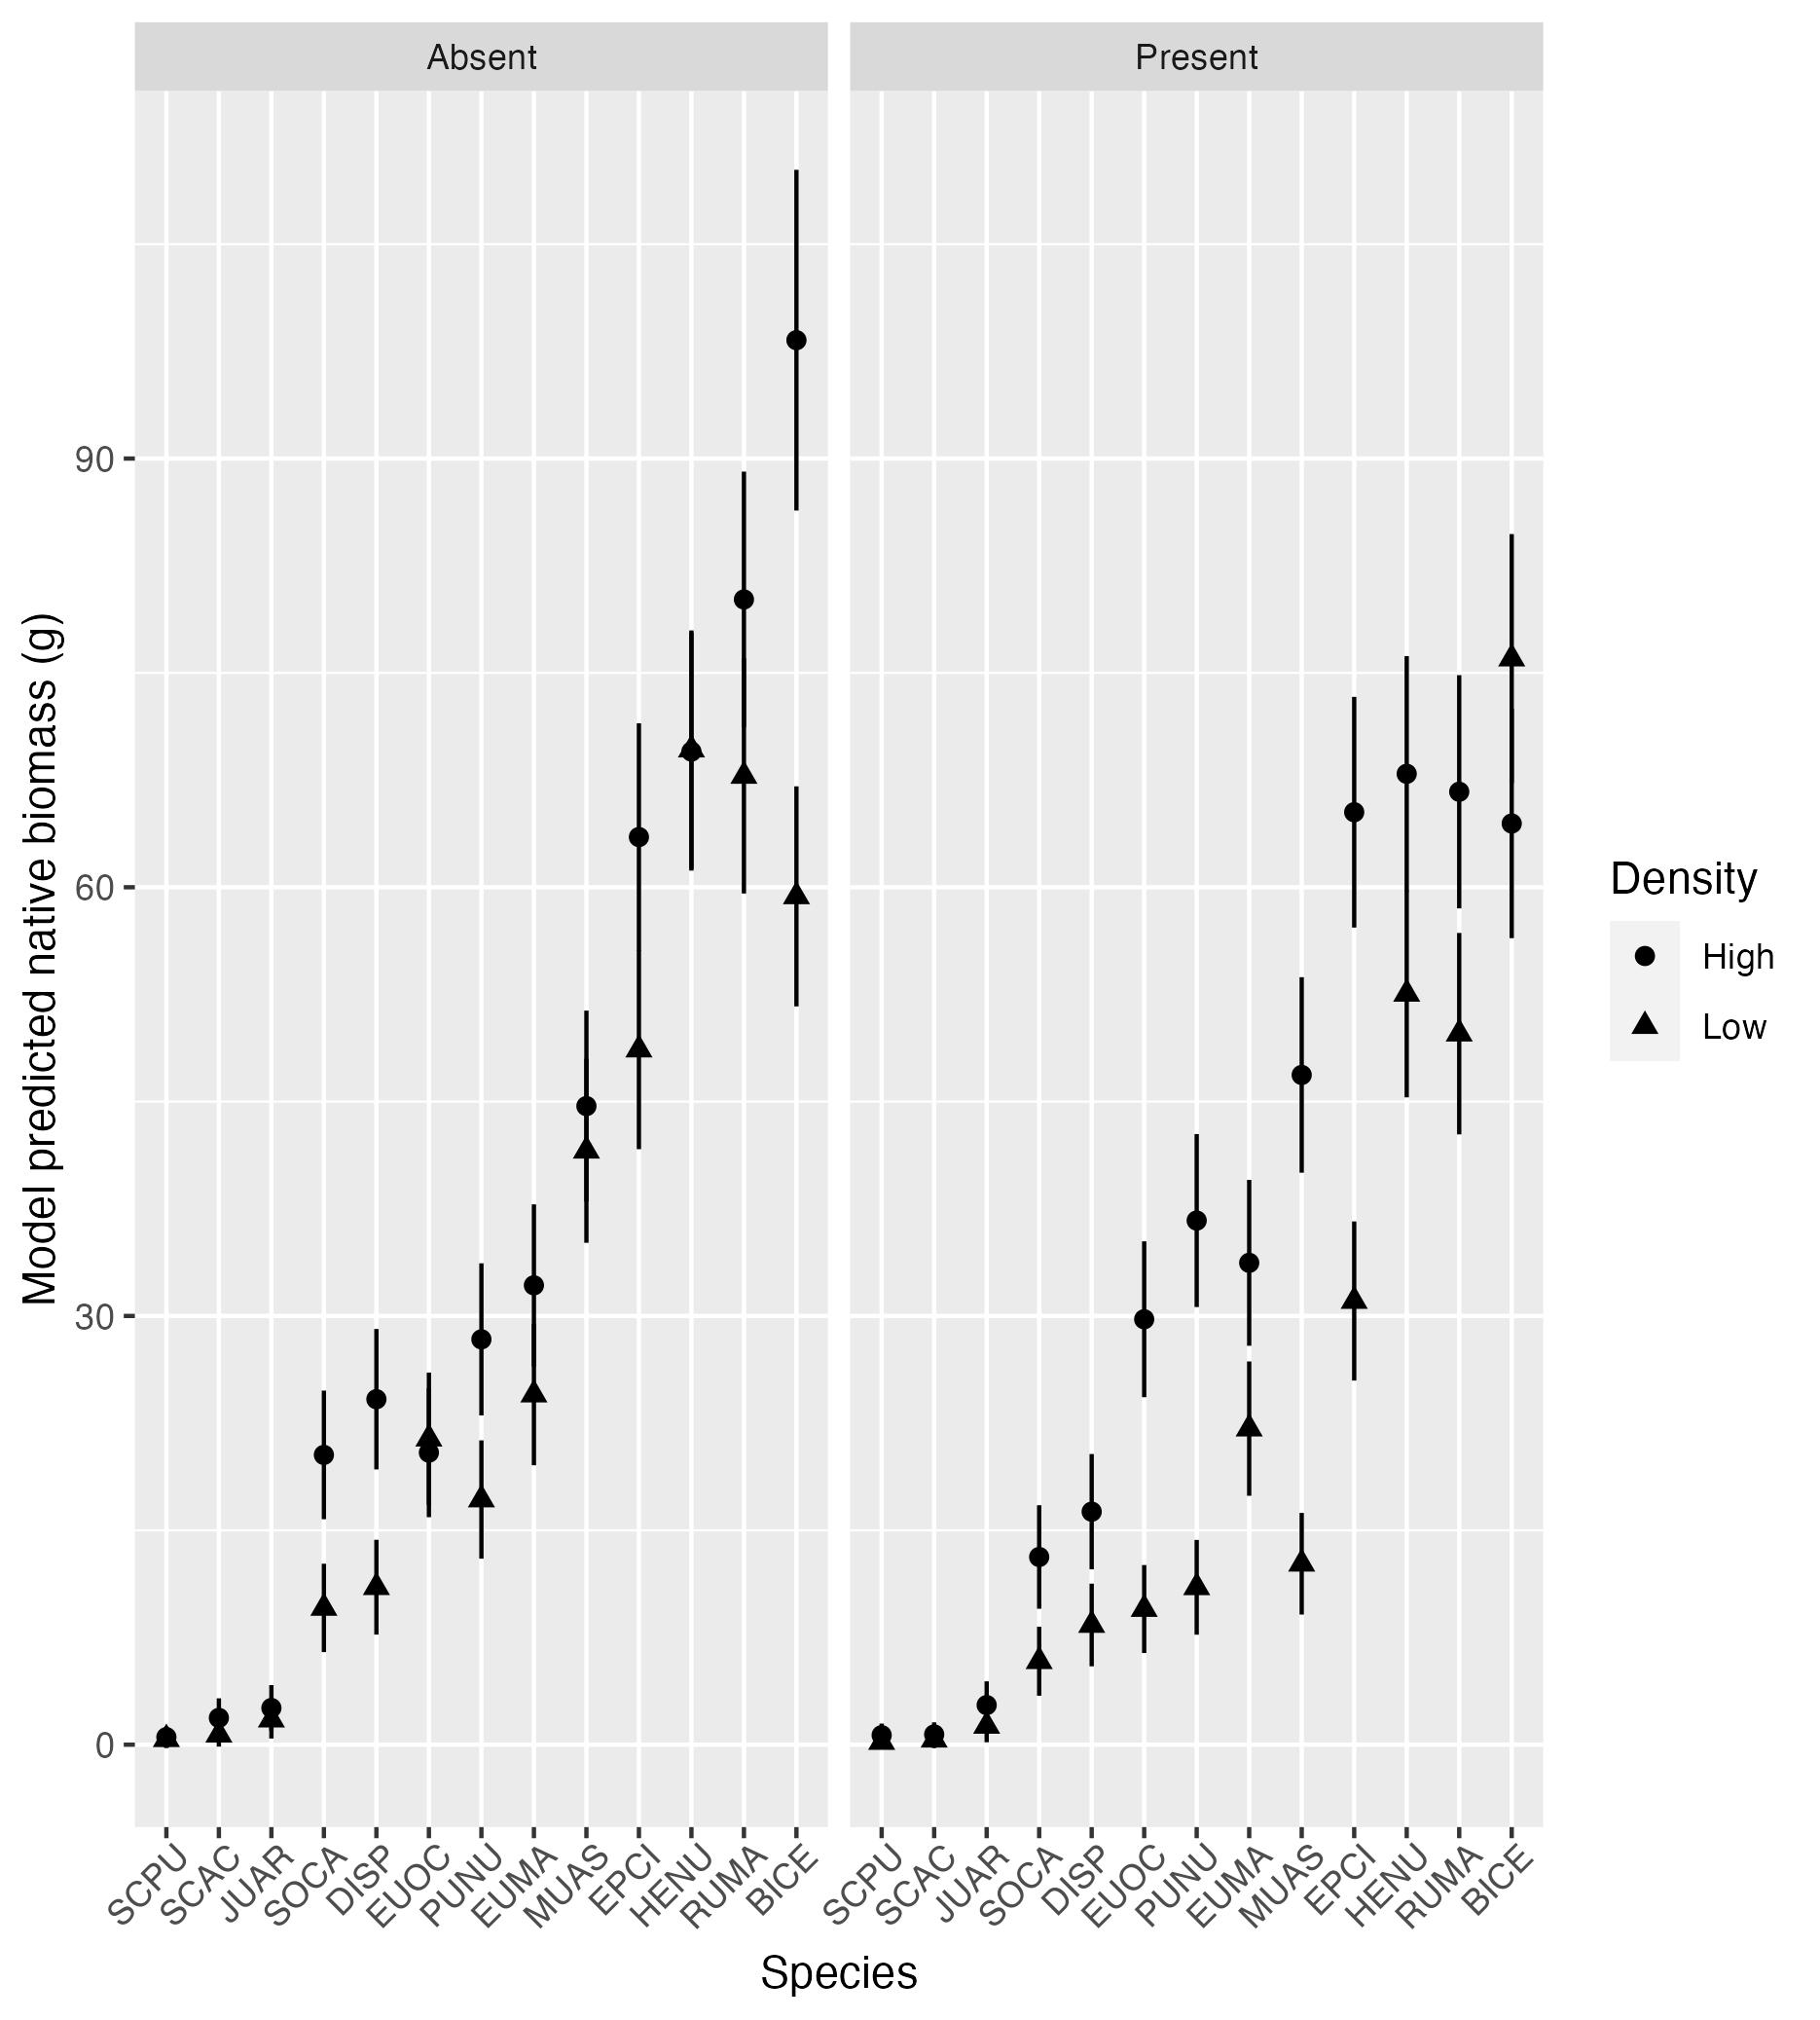 Absent
Present
Model predicted native biomass (g)
90
60
30
0
SCPU
SCAC
JUAR
SOCA
DISP
EUOC
PUNU
EUMA
MUAS
EPCI
HENU
RUMA
BICE
SCPU
SCAC
JUAR
SOCA
DISP
EUOC
PUNU
EUMA
MUAS
EPCI
HENU
RUMA
BICE
Species
Density
High
Low